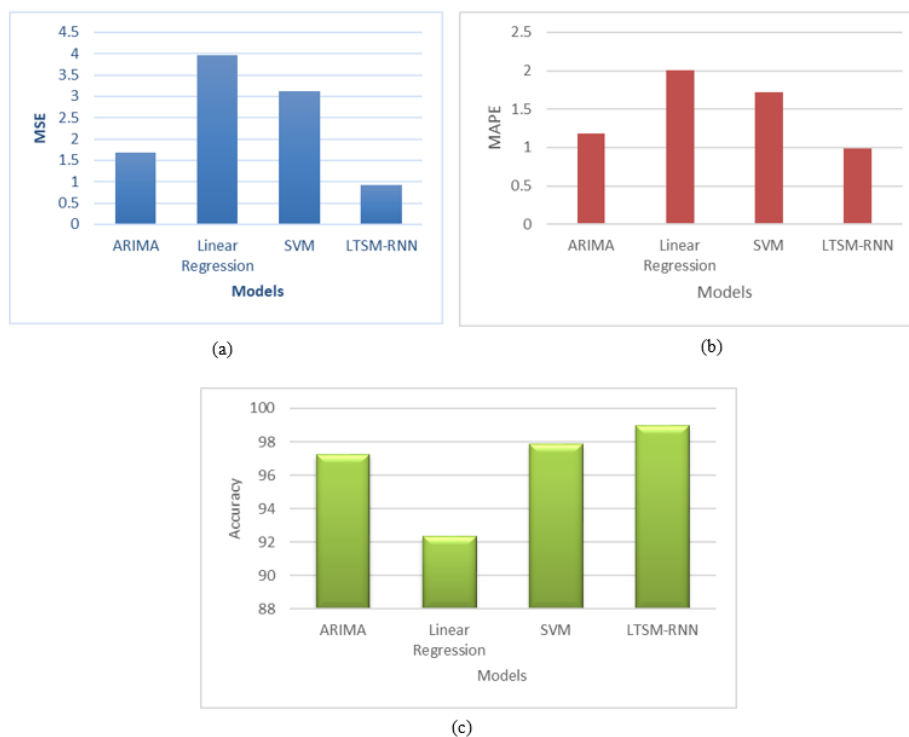 4.5
4
3.5
3
2.5
2
1.5
1
0.5
0
MSE
ARIMA Linear SVM LTSM-RNN
Regression
Models
(a)
2.5
2
1.5
1
0.5
0
MAPE
ARIMA Linear SVM LTSM-RNN
Regression
Models
(b)
100
98
96
94
92
90
88
Accuracy
ARIMA Linear SVM LTSM-RNN
Regression
Models
(c)